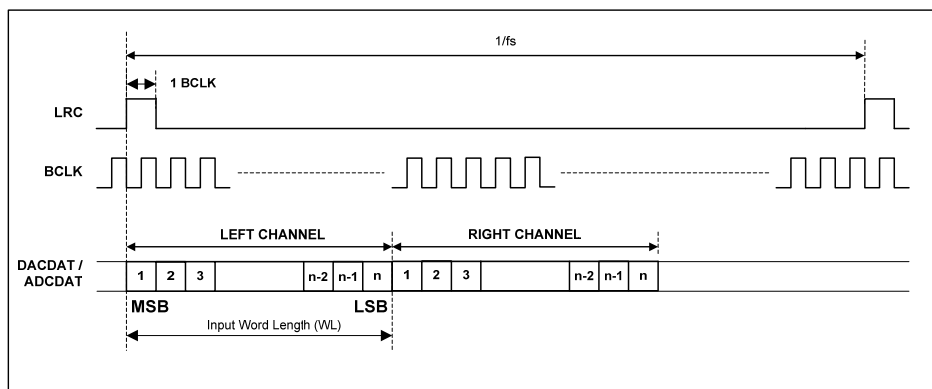 1/fs
1 BCLK
LRC
BCLK
LEFT CHANNEL RIGHT CHANNEL
DACDAT /
ADCDAT
1 2 3 n-2 n-1 n 1 2 3 n-2 n-1 n
MSB LSB
Input Word Length (WL)